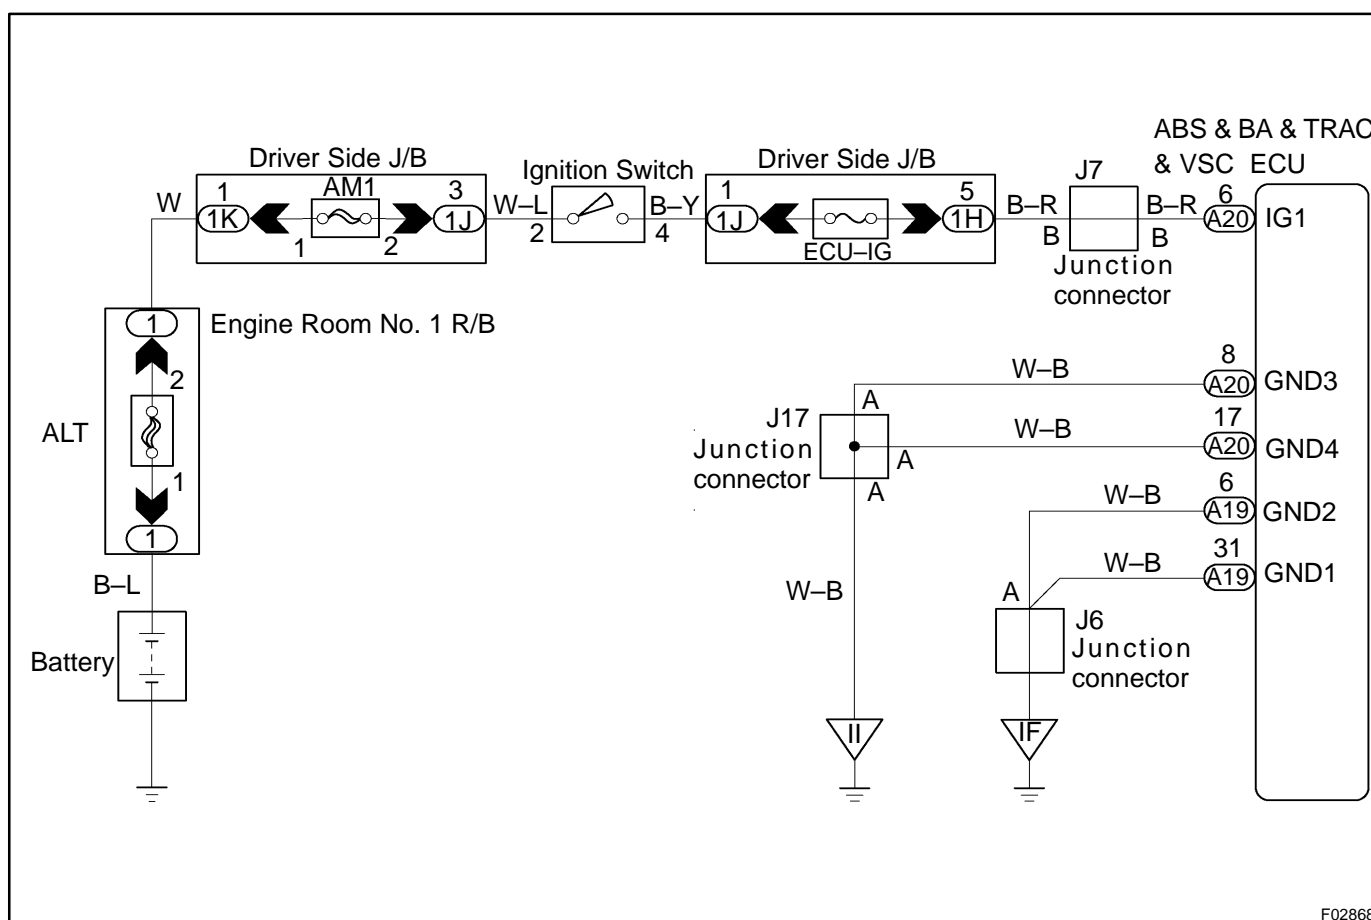 ABS & BA & TRAC
& VSC ECU
Driver Side J/B
Ignition Switch
Driver Side J/B
J7
1
AM1
3
1
5
6
W
1K
1J
W–L
B–Y
1J
1H
B–R
B–R
A20
IG1
1
2
2
4
ECU–IG
B
B
Junction
connector
1
Engine Room No. 1 R/B
2
ALT
1
1
B–L
Battery
8
W–B
A20
GND3
A
J17
Junction
connector
17
W–B
A20
GND4
A
A
6
W–B
A19
GND2
31
W–B
A19
GND1
W–B
A
J6
Junction
connector
II
IF
F02868